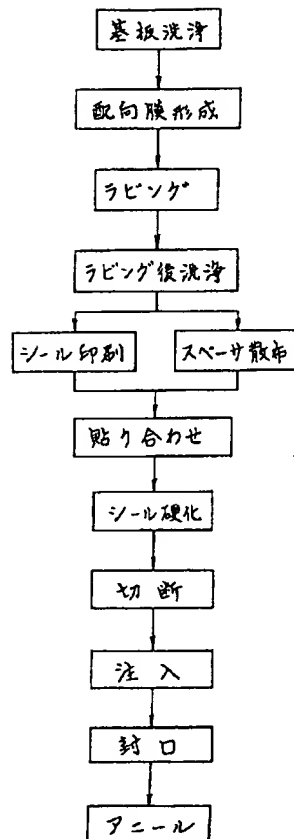 基板洗浄
配向膜形成
ラビング
ラビング後洗浄
シール印刷
スペーサ散布
貼り合わせ
シール硬化
切断
注入
封口
アニール